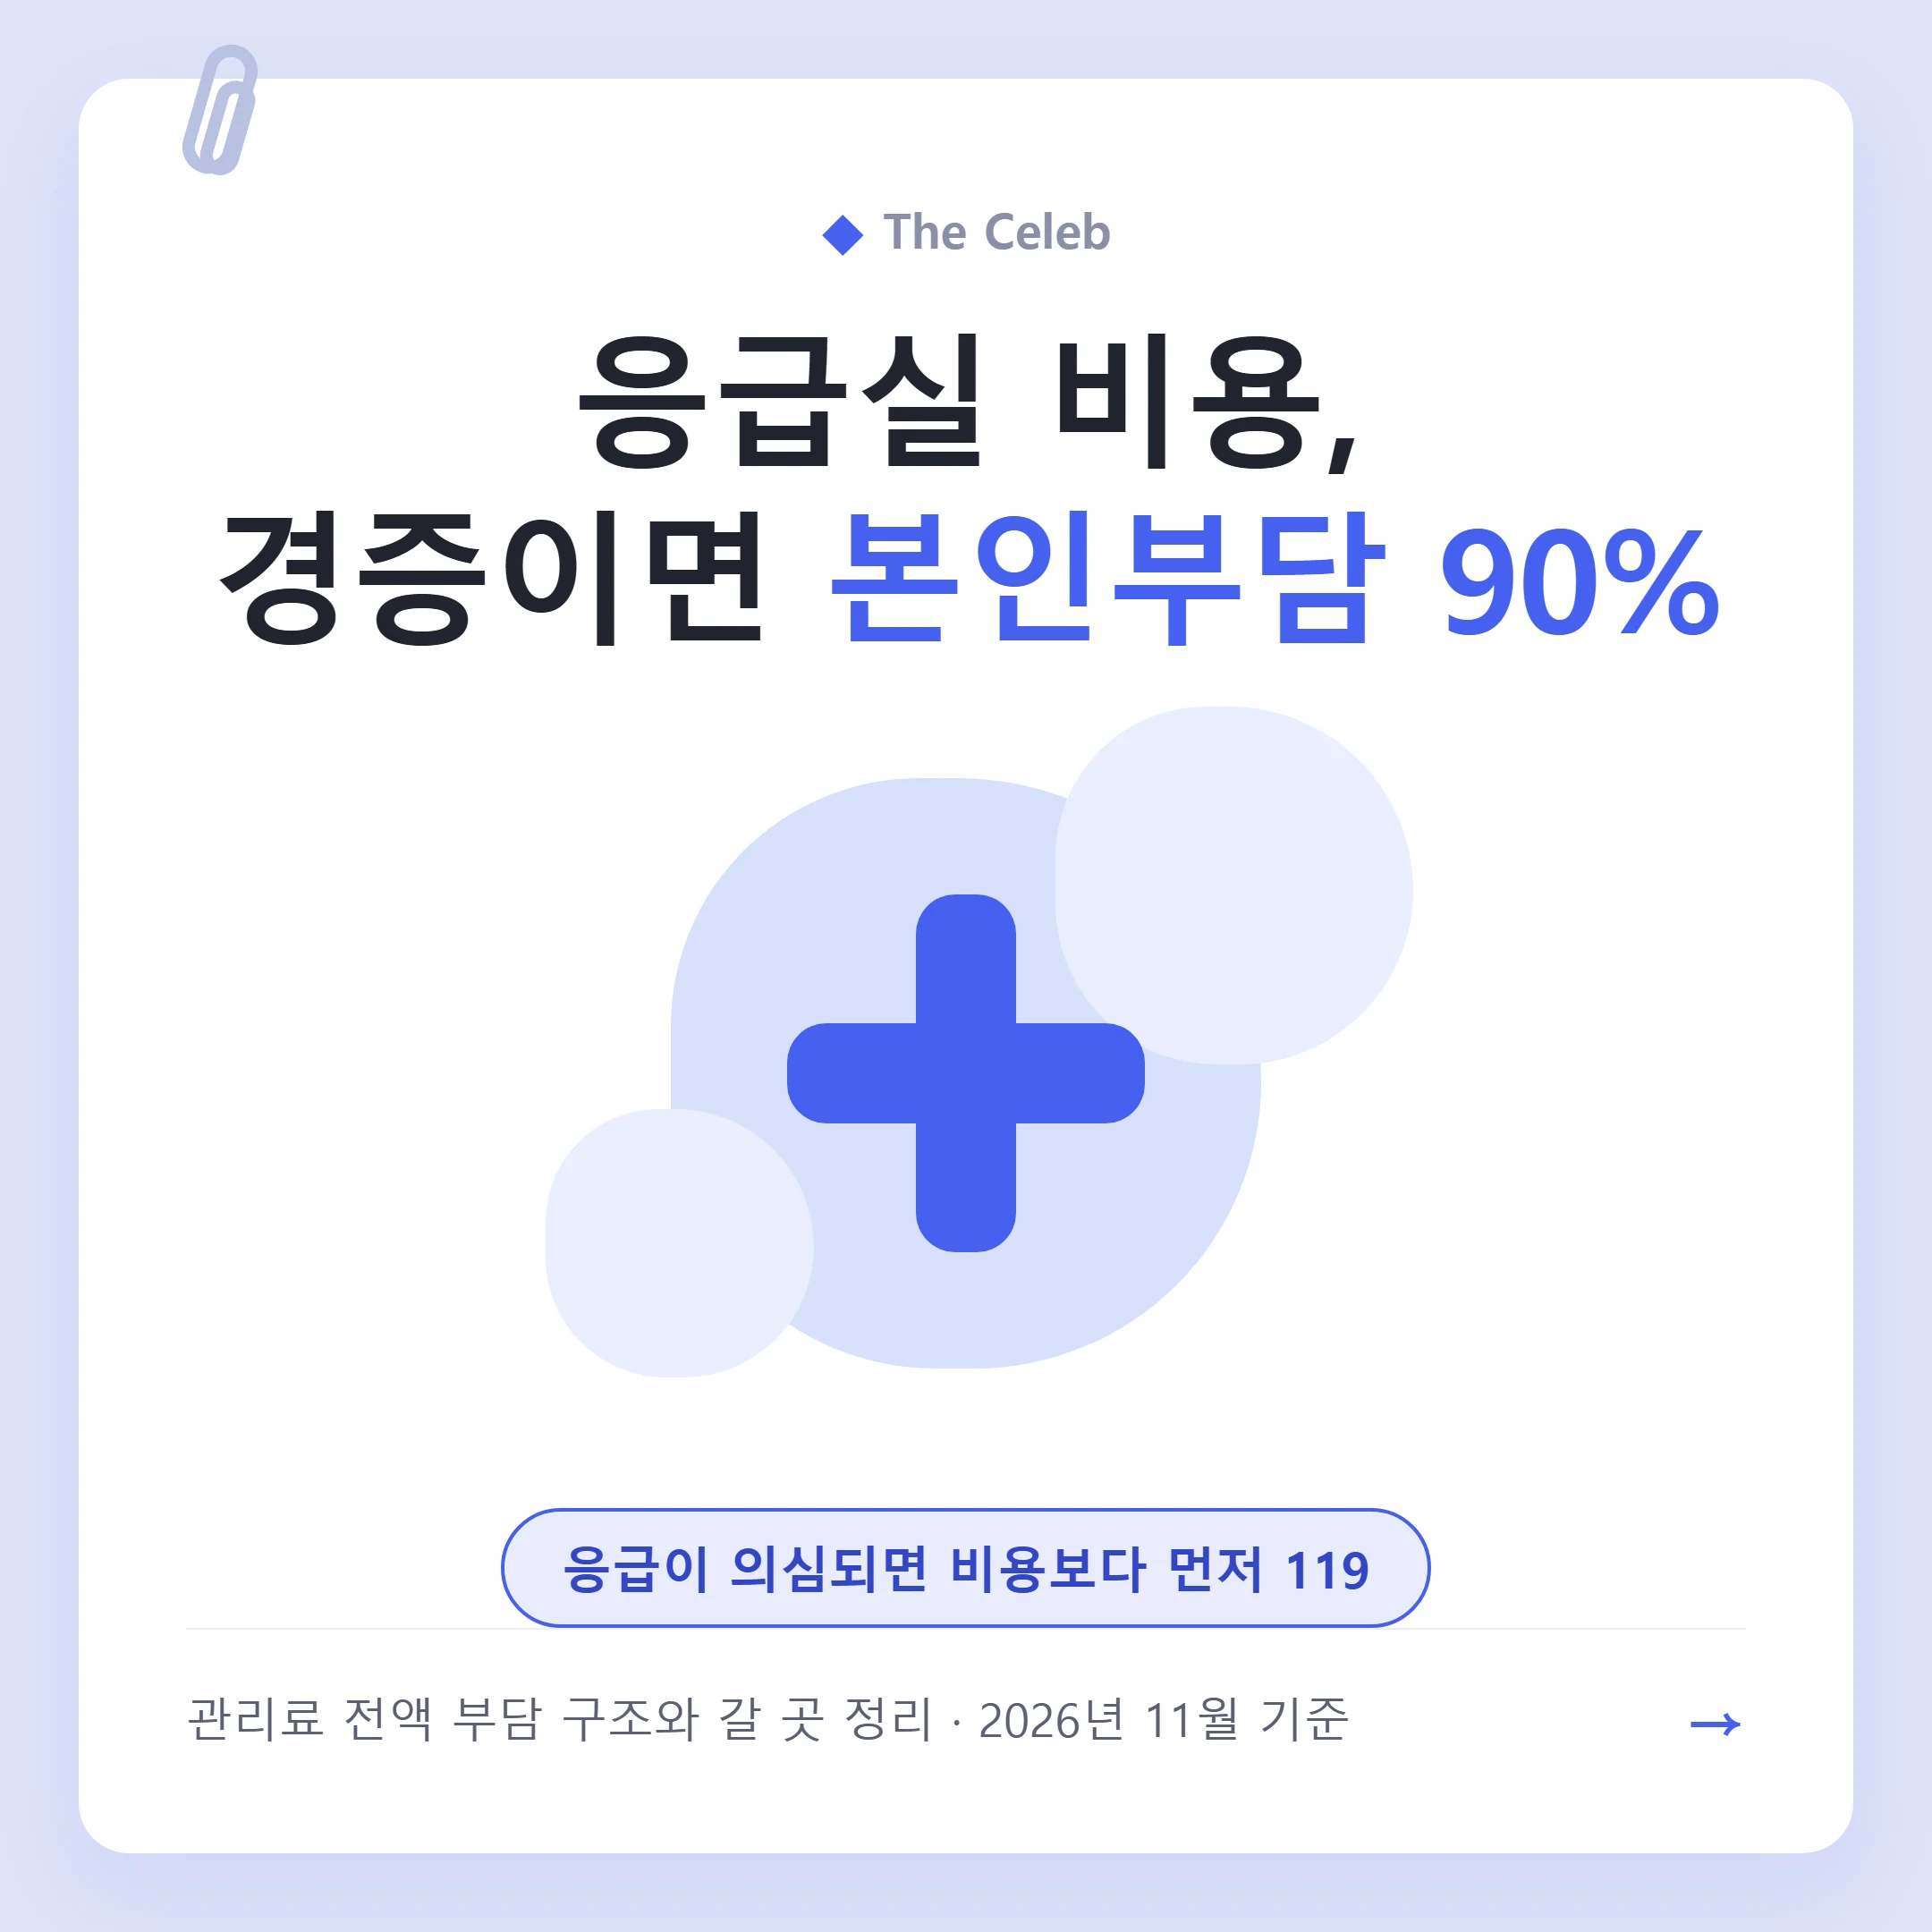 The Celeb
응급실 비용,
경증이면 본인부담 90%
응급이 의심되면 비용보다 먼저 119
관리료 전액 부담 구조와 갈 곳 정리 · 2026년 11월 기준 →